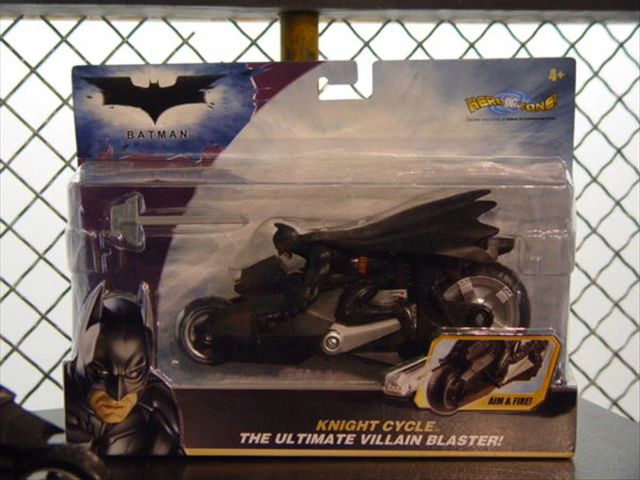 4+
HERO DC ZONE
BATMAN
AIM & FIRE!
KNIGHT CYCLE
THE ULTIMATE VILLAIN BLASTER!